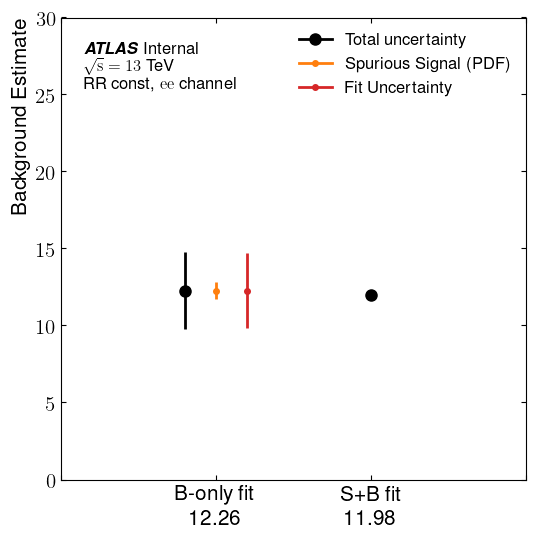 Background Estimate
30
25
20
15
10
5
0
ATLAS Internal
√s = 13 TeV
RR const, ee channel
Total uncertainty
Spurious Signal (PDF)
Fit Uncertainty
B-only fit
12.26
S+B fit
11.98